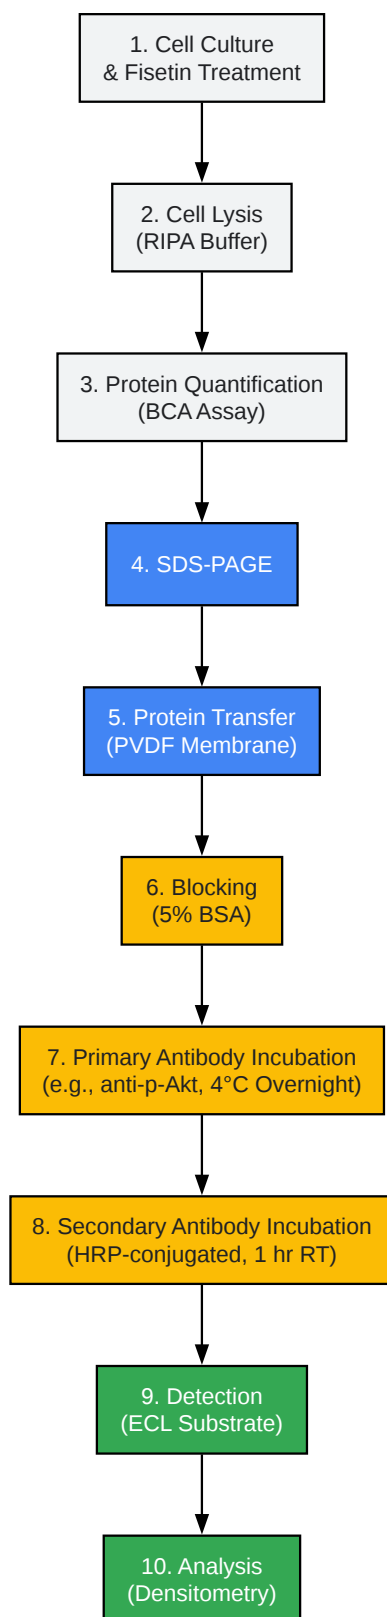 1. Cell Culture
& Fisetin Treatment
2. Cell Lysis
(RIPA Buffer)
3. Protein Quantification
(BCA Assay)
4. SDS-PAGE
5. Protein Transfer
(PVDF Membrane)
6. Blocking
(5% BSA)
7. Primary Antibody Incubation
(e.g., anti-p-Akt, 4°C Overnight)
8. Secondary Antibody Incubation
(HRP-conjugated, 1 hr RT)
9. Detection
(ECL Substrate)
10. Analysis
(Densitometry)